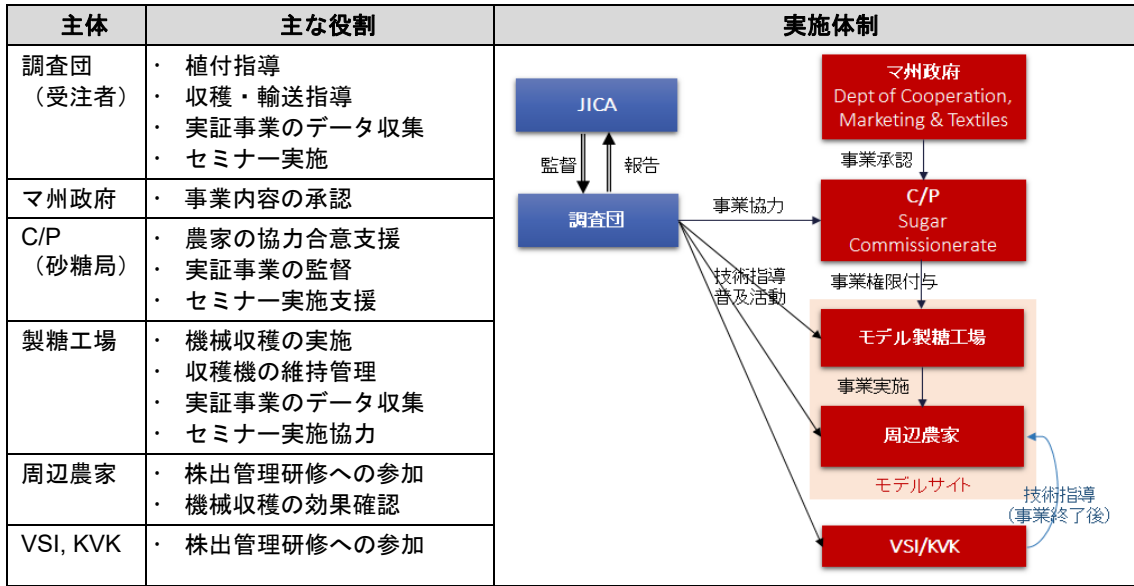 主体
主な役割
実施体制
調査団
（受注者）
・ 植付指導
・ 収穫・輸送指導
・ 実証事業のデータ収集
・ セミナー実施
マ州政府
・ 事業内容の承認
C/P
（砂糖局）
・ 農家の協力合意支援
・ 実証事業の監督
・ セミナー実施支援
製糖工場
・ 機械収穫の実施
・ 収穫機の維持管理
・ 実証事業のデータ収集
・ セミナー実施協力
周辺農家
・ 株出管理研修への参加
・ 機械収穫の効果確認
VSI, KVK
・ 株出管理研修への参加
JICA
監督
報告
調査団
マ州政府
Dept of Cooperation,
Marketing & Textiles
事業承認
事業協力
C/P
Sugar
Commissionerate
技術指導
普及活動
事業権限付与
モデル製糖工場
事業実施
周辺農家
モデルサイト
技術指導
(事業終了後)
VSI/KVK